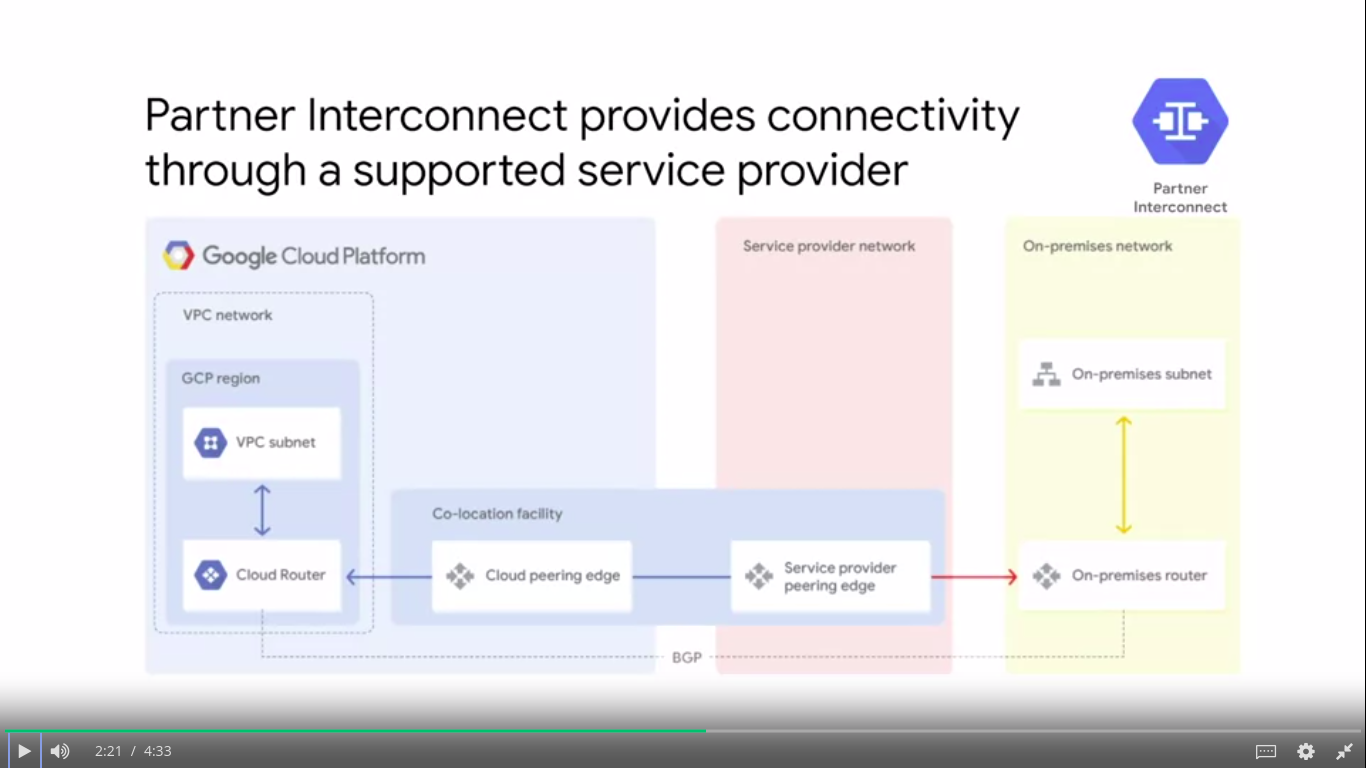 Partner Interconnect provides connectivity
through a supported service provider
Partner
Interconnect
Google Cloud Platform
Service provider network
On-premises network
VPC network
GCP region
On-premises subnet
VPC subnet
Co-location facility
Cloud Router
Cloud peering edge
Service provider
peering edge
On-premises router
BGP
2:21 / 4:33